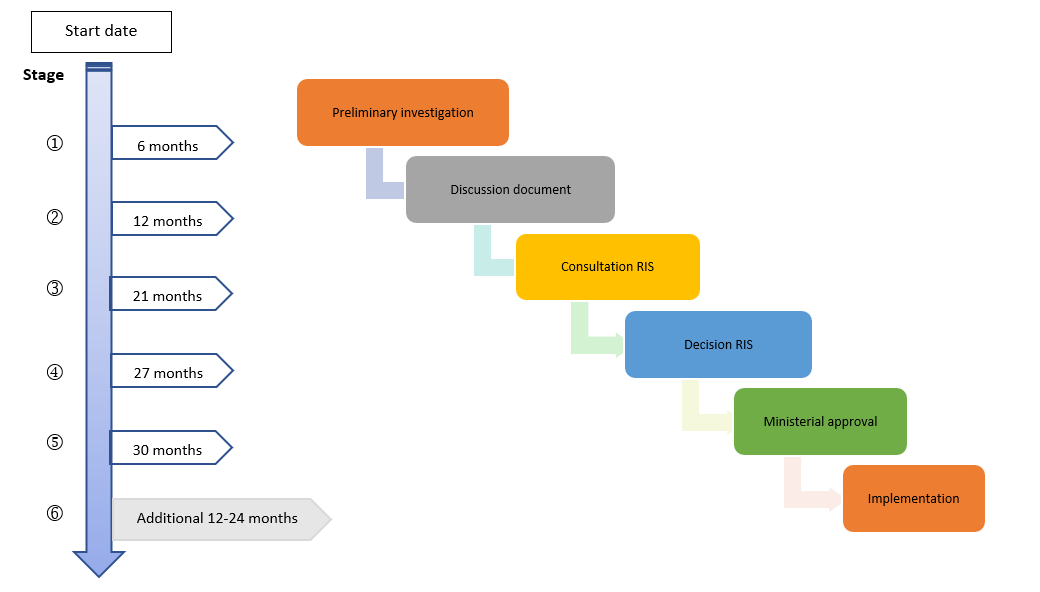 Start date
Stage
Preliminary investigation
① 6 months
Discussion document
② 12 months
Consultation RIS
③ 21 months
Decision RIS
④ 27 months
Ministerial approval
⑤ 30 months
Implementation
⑥ Additional 12-24 months